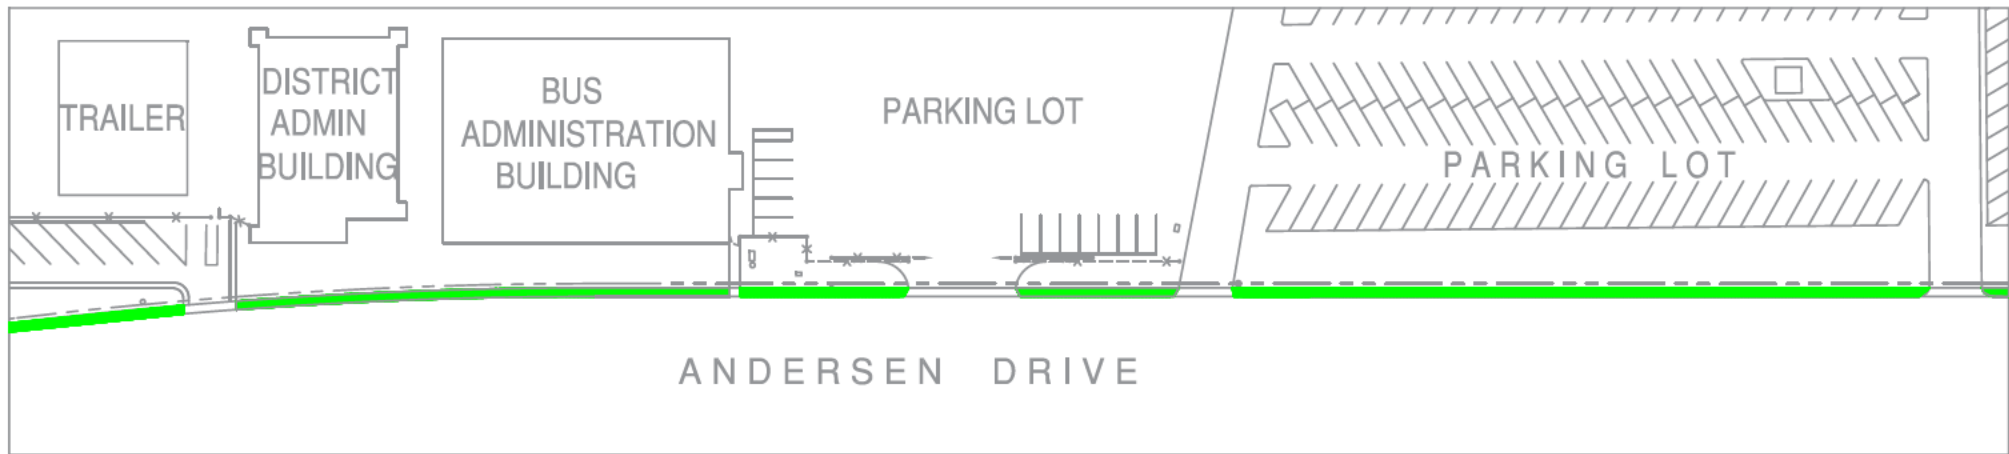 TRAILER
DISTRICT
ADMIN
BUILDING
BUS
ADMINISTRATION
BUILDING
PARKING LOT
PARKING LOT
ANDERSEN DRIVE